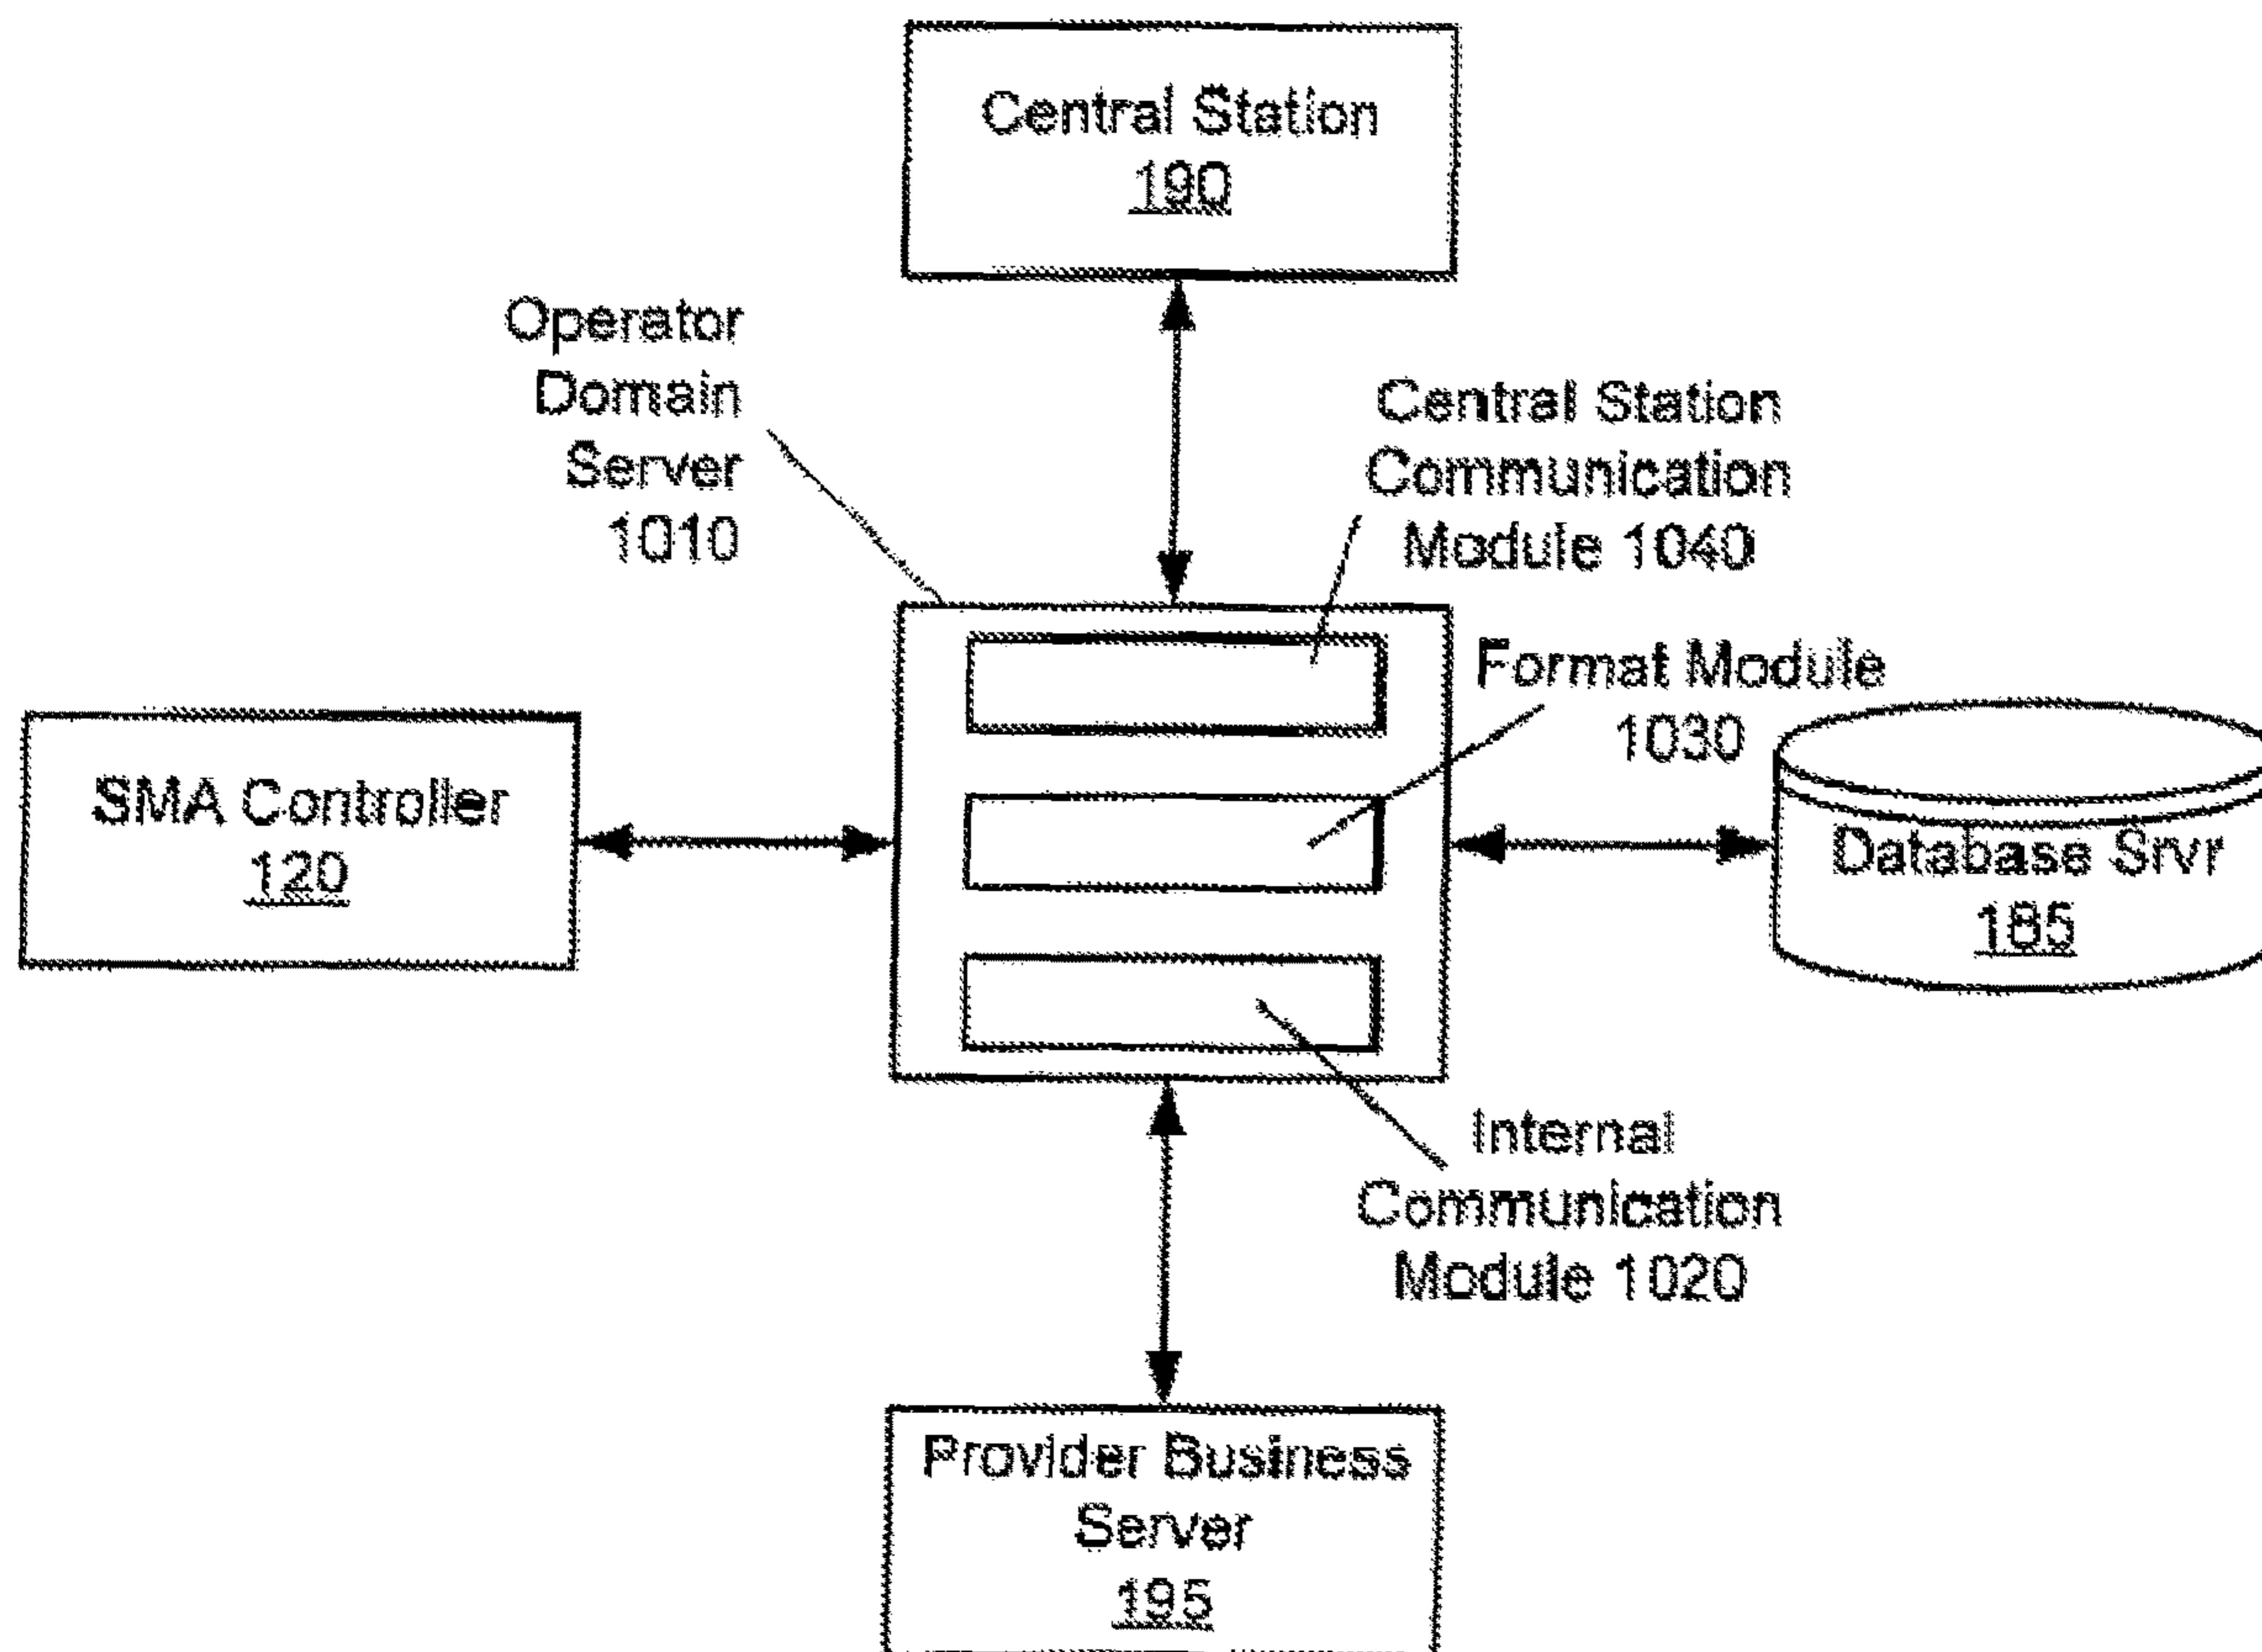 Central Station
190
Operator
Domain
Server
1010
Central Station
Communication
Module 1040
Format Module
1030
SMA Controller
120
Database Srvr
185
Internal
Communication
Module 1020
Provider Business
Server
195